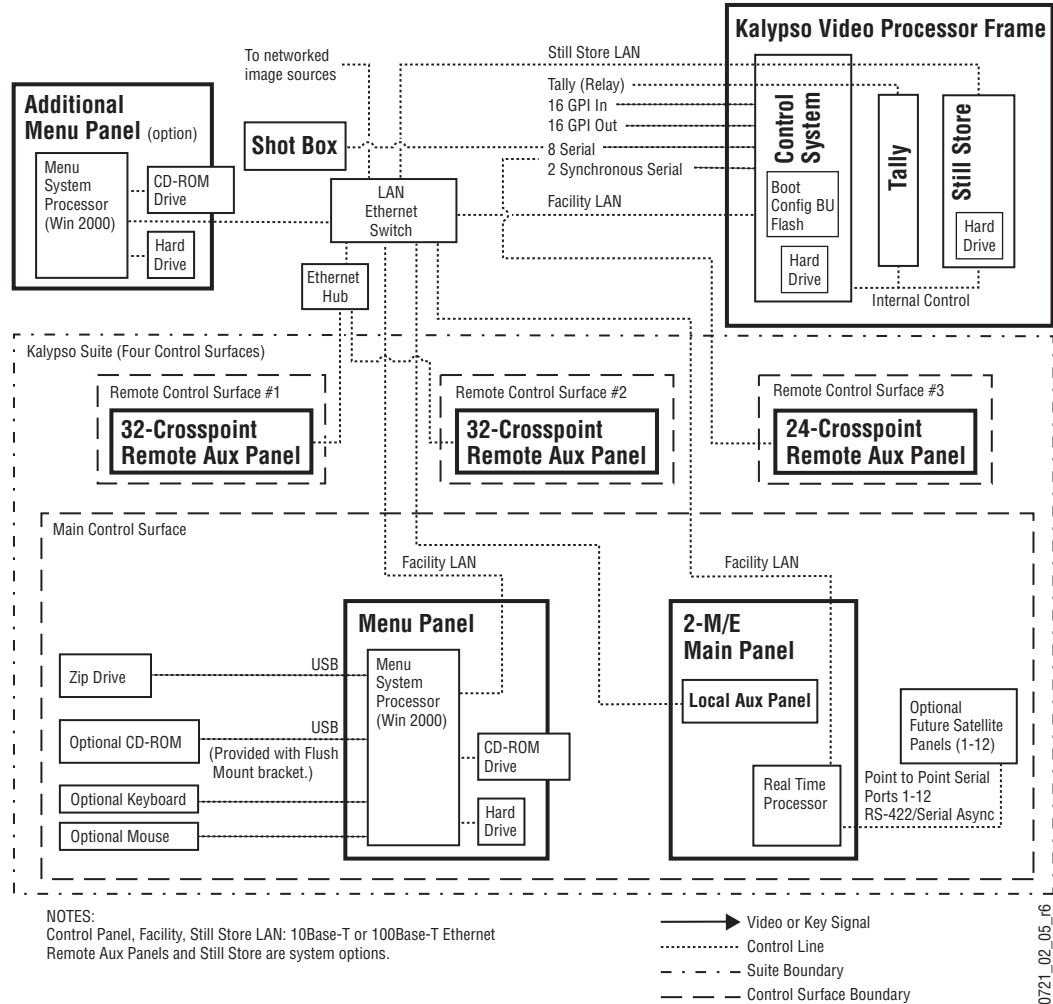 Kalypso Video Processor Frame
To networked
image sources
Still Store LAN
Tally (Relay)
16 GPI In
16 GPI Out
8 Serial
2 Synchronous Serial
Facility LAN
Additional
Menu Panel (option)
Menu
System
Processor
(Win 2000)
CD-ROM
Drive
Hard
Drive
Shot Box
LAN
Ethernet
Switch
Ethernet
Hub
Control
System
Boot
Config BU
Flash
Hard
Drive
Tally
Still Store
Hard
Drive
Internal Control
Kalypso Suite (Four Control Surfaces)
Remote Control Surface #1
32-Crosspoint
Remote Aux Panel
Remote Control Surface #2
32-Crosspoint
Remote Aux Panel
Remote Control Surface #3
24-Crosspoint
Remote Aux Panel
Main Control Surface
Facility LAN
Facility LAN
Menu Panel
Menu
System
Processor
(Win 2000)
CD-ROM
Drive
Hard
Drive
Zip Drive
USB
Optional CD-ROM
USB
(Provided with Flush
Mount bracket.)
Optional Keyboard
Optional Mouse
2-M/E
Main Panel
Local Aux Panel
Real Time
Processor
Optional
Future Satellite
Panels (1-12)
Point to Point Serial
Ports 1-12
RS-422/Serial Async
NOTES:
Control Panel, Facility, Still Store LAN: 10Base-T or 100Base-T Ethernet
Remote Aux Panels and Still Store are system options.
Video or Key Signal
Control Line
Suite Boundary
Control Surface Boundary
0721_02_05_r6